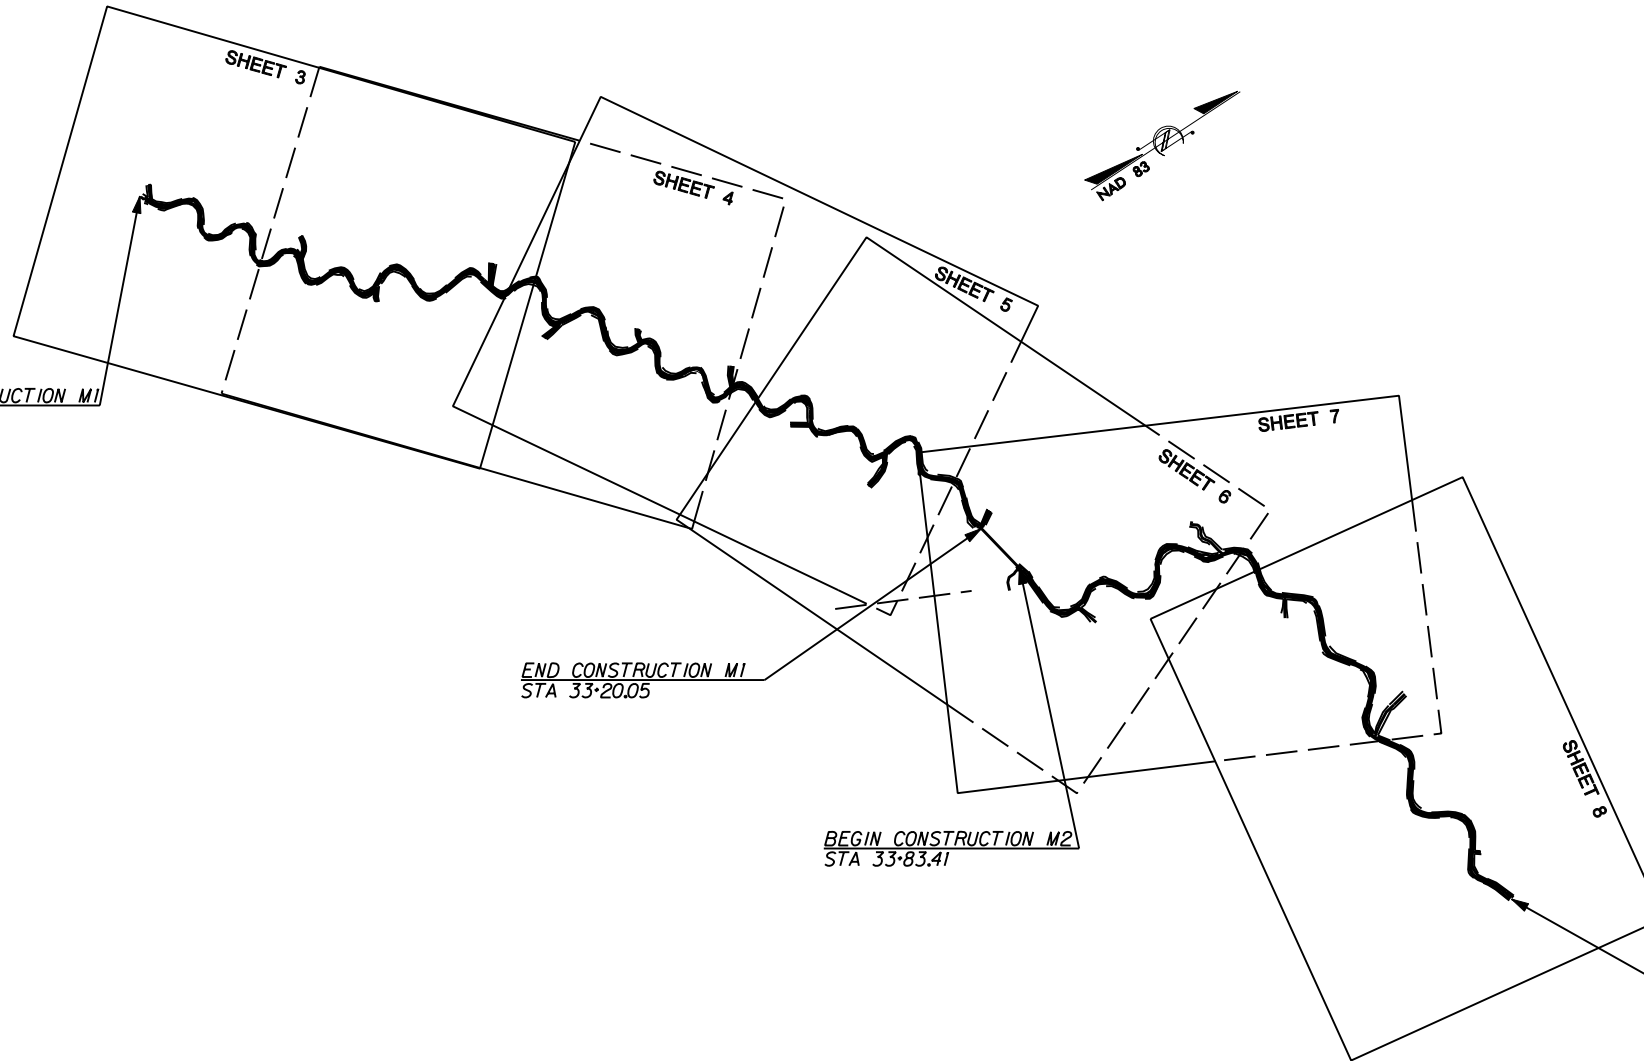 SHEET 3
SHEET 4
NAD 83
SHEET 5
UCTION M1
SHEET 7
SHEET 6
END CONSTRUCTION M1
STA 33+20.05
SHEET 8
BEGIN CONSTRUCTION M2
STA 33+83.41